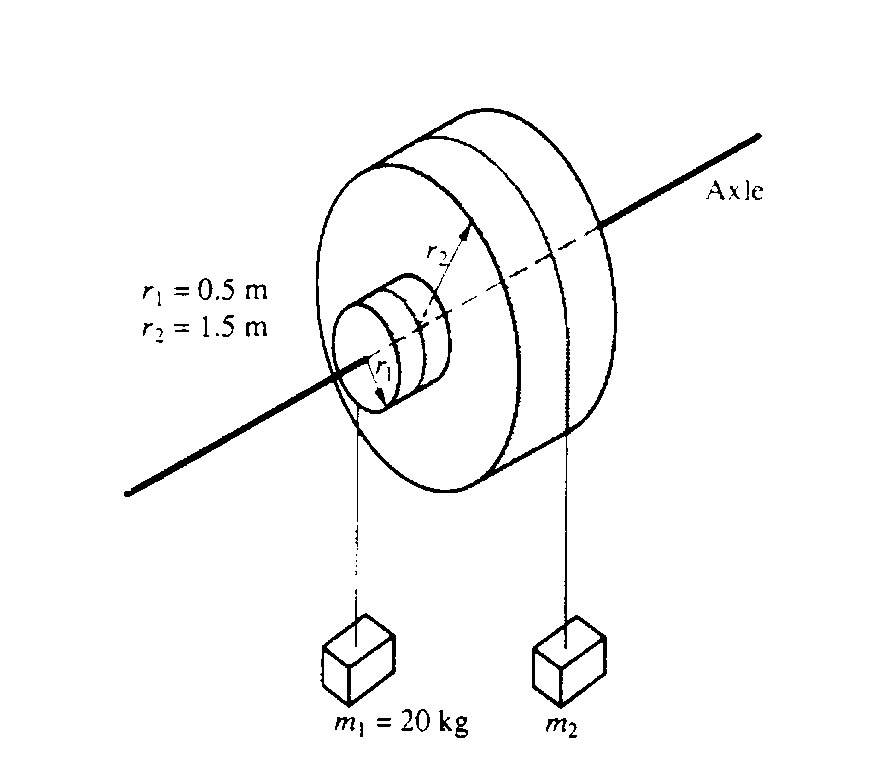 Axle
r₂
r₁ = 0.5 m
r₂ = 1.5 m
r₁
m₁ = 20 kg
m₂